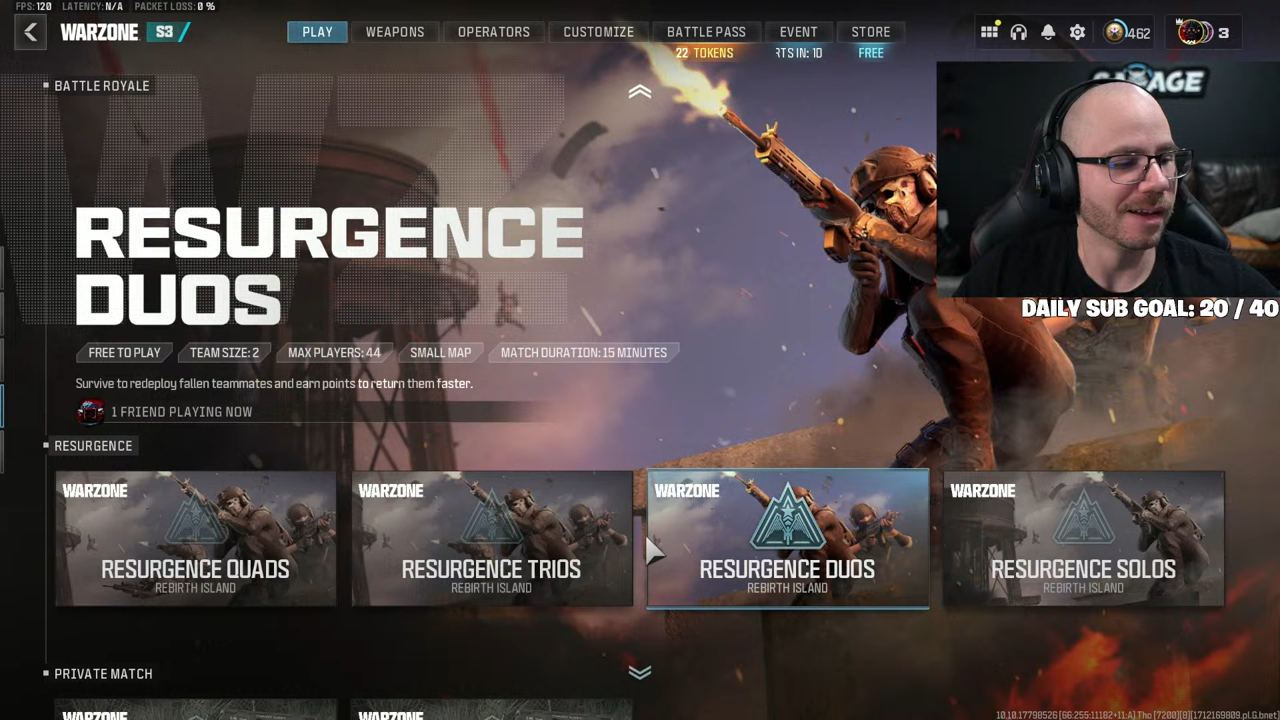 FPS: 120 LATENCY: N/A PACKET LOSS: 0 %
WARZONE S3
PLAY WEAPONS OPERATORS CUSTOMIZE BATTLE PASS EVENT STORE
462 3
22 TOKENS RTS IN: 1D FREE
BATTLE ROYALE
RESURGENCE
DUOS
DAILY SUB GOAL: 20 / 40
FREE TO PLAY TEAM SIZE: 2 MAX PLAYERS: 44 SMALL MAP MATCH DURATION: 15 MINUTES
Survive to redeploy fallen teammates and earn points to return them faster.
1 FRIEND PLAYING NOW
RESURGENCE
WARZONE WARZONE WARZONE WARZONE
RESURGENCE QUADS RESURGENCE TRIOS RESURGENCE DUOS RESURGENCE SOLOS
REBIRTH ISLAND REBIRTH ISLAND REBIRTH ISLAND REBIRTH ISLAND
PRIVATE MATCH
WARZONE WARZONE